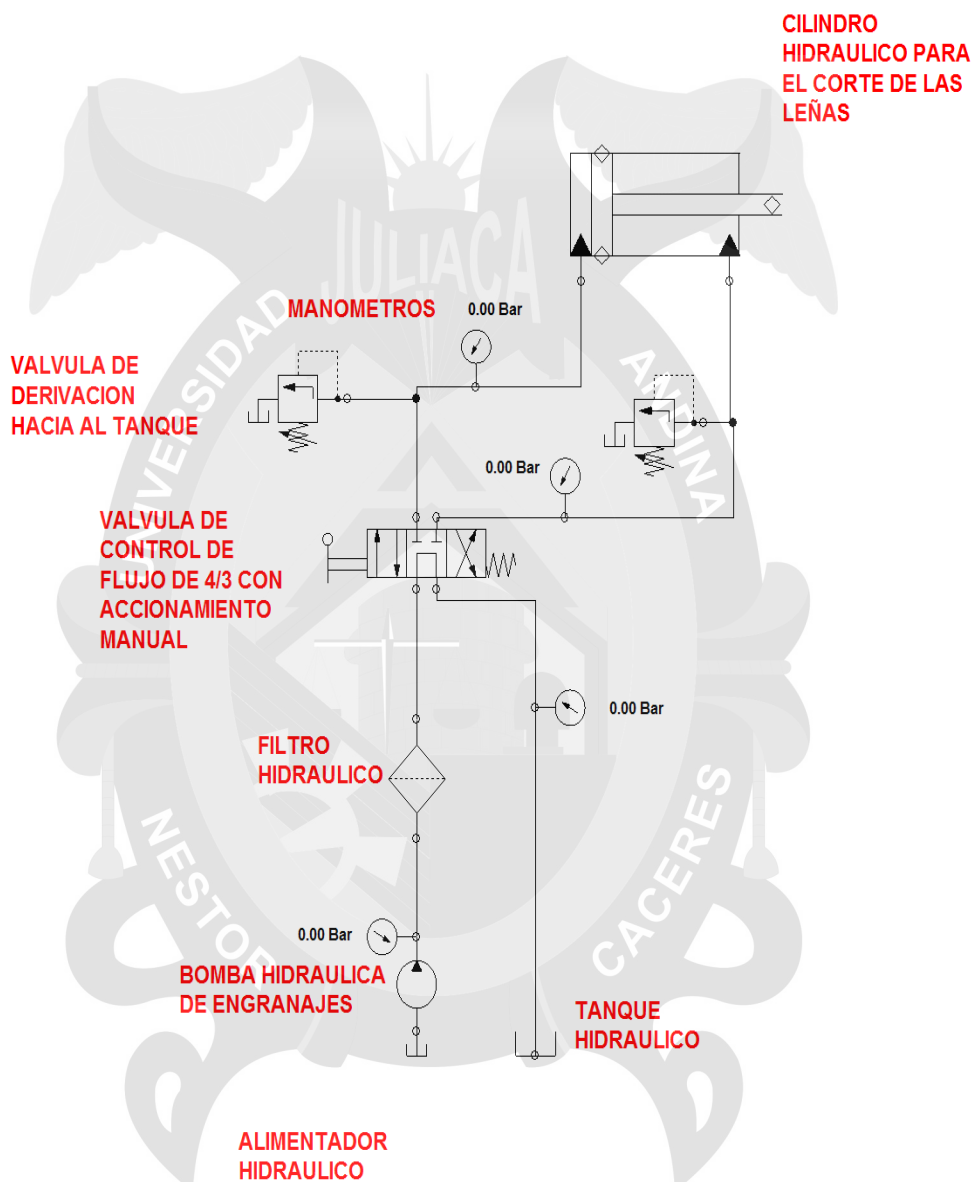 CILINDRO
HIDRAULICO PARA
EL CORTE DE LAS
LEÑAS
JULIACA
MANOMETROS
0.00 Bar
VALVULA DE
DERIVACION
HACIA AL TANQUE
UNIVERSIDAD
ANDINA
0.00 Bar
VALVULA DE
CONTROL DE
FLUJO DE 4/3 CON
ACCIONAMIENTO
MANUAL
0.00 Bar
FILTRO
HIDRAULICO
NESTOR
CACERES
0.00 Bar
BOMBA HIDRAULICA
DE ENGRANAJES
TANQUE
HIDRAULICO
ALIMENTADOR
HIDRAULICO